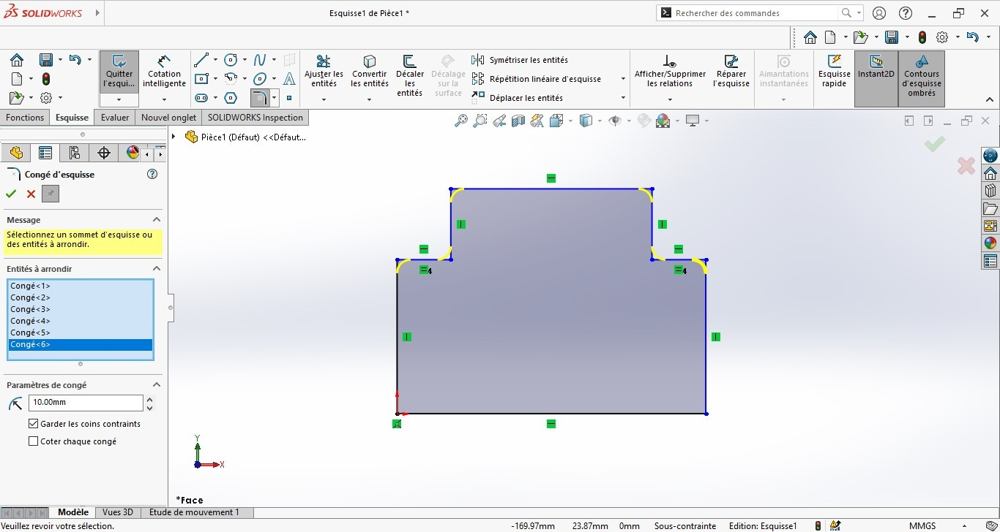 SOLIDWORKS
Esquisse1 de Pièce1 *
Rechercher des commandes
Quitter
l'esqui...
Cotation
intelligente
Ajuster les
entités
Convertir
les entités
Décaler
les
entités
Décalage
sur la
surface
Symétriser les entités
Répétition linéaire d'esquisse
Déplacer les entités
Afficher/Supprimer
les relations
Réparer
l'esquisse
Aimantations
instantanées
Esquisse
rapide
Instant2D
Contours
d'esquisse
ombrés
Fonctions
Esquisse
Evaluer
Nouvel onglet
SOLIDWORKS Inspection
Pièce1 (Défaut) <<Défaut...
Congé d'esquisse
Message
Sélectionnez un sommet d'esquisse ou
des entités à arrondir.
Entités à arrondir
Congé<1>
Congé<2>
Congé<3>
Congé<4>
Congé<5>
Congé<6>
Paramètres de congé
10.00mm
Garder les coins contraints
Coter chaque congé
4
4
Y
X
*Face
Modèle
Vues 3D
Etude de mouvement 1
Veuillez revoir votre sélection.
-169.97mm
23.87mm
0mm
Sous-contrainte
Edition: Esquisse1
MMGS